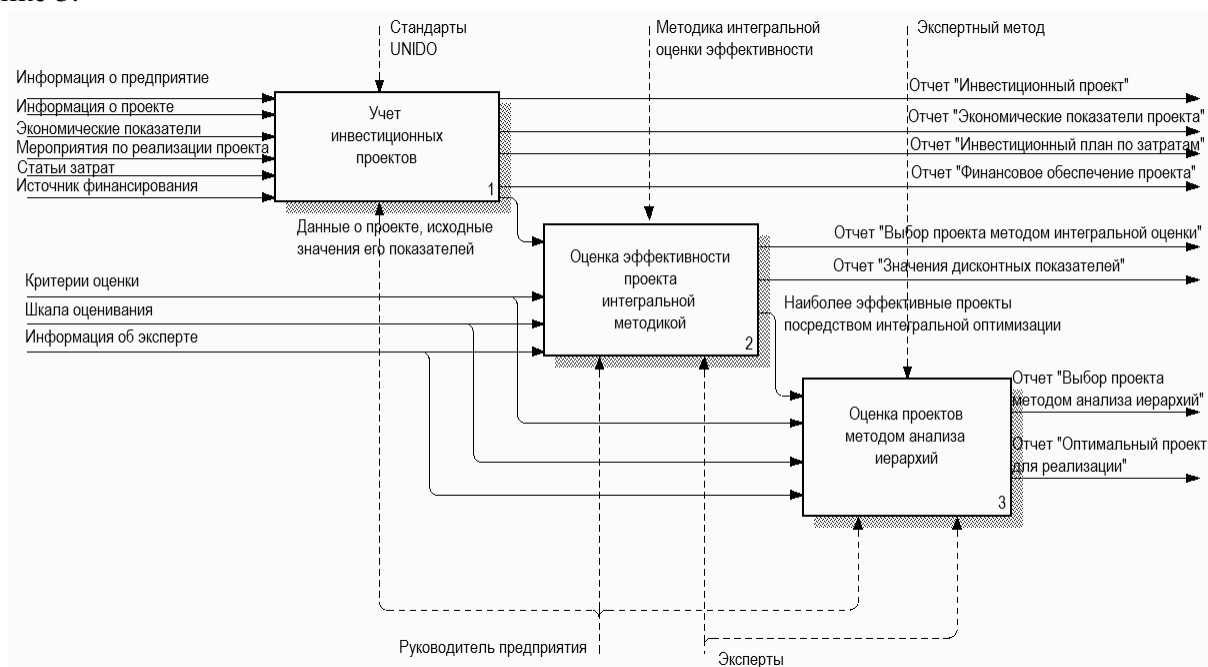 Стандарты
UNIDO
Методика интегральной
оценки эффективности
Экспертный метод
Информация о предприятие
Информация о проекте
Экономические показатели
Мероприятия по реализации проекта
Статьи затрат
Источник финансирования
Учет
инвестиционных
проектов
1
Отчет "Инвестиционный проект"
Отчет "Экономические показатели проекта"
Отчет "Инвестиционный план по затратам"
Отчет "Финансовое обеспечение проекта"
Данные о проекте, исходные
значения его показателей
Критерии оценки
Шкала оценивания
Информация об эксперте
Оценка эффективности
проекта
интегральной
методикой
2
Отчет "Выбор проекта методом интегральной оценки"
Отчет "Значения дисконтных показателей"
Наиболее эффективные проекты
посредством интегральной оптимизации
Оценка проектов
методом анализа
иерархий
3
Отчет "Выбор проекта
методом анализа иерархий"
Отчет "Оптимальный проект
для реализации"
Руководитель предприятия
Эксперты